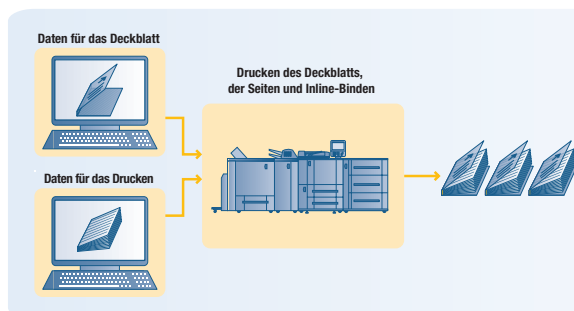 Daten für das Deckblatt
Drucken des Deckblatts,
der Seiten und Inline-Binden
Daten für das Drucken